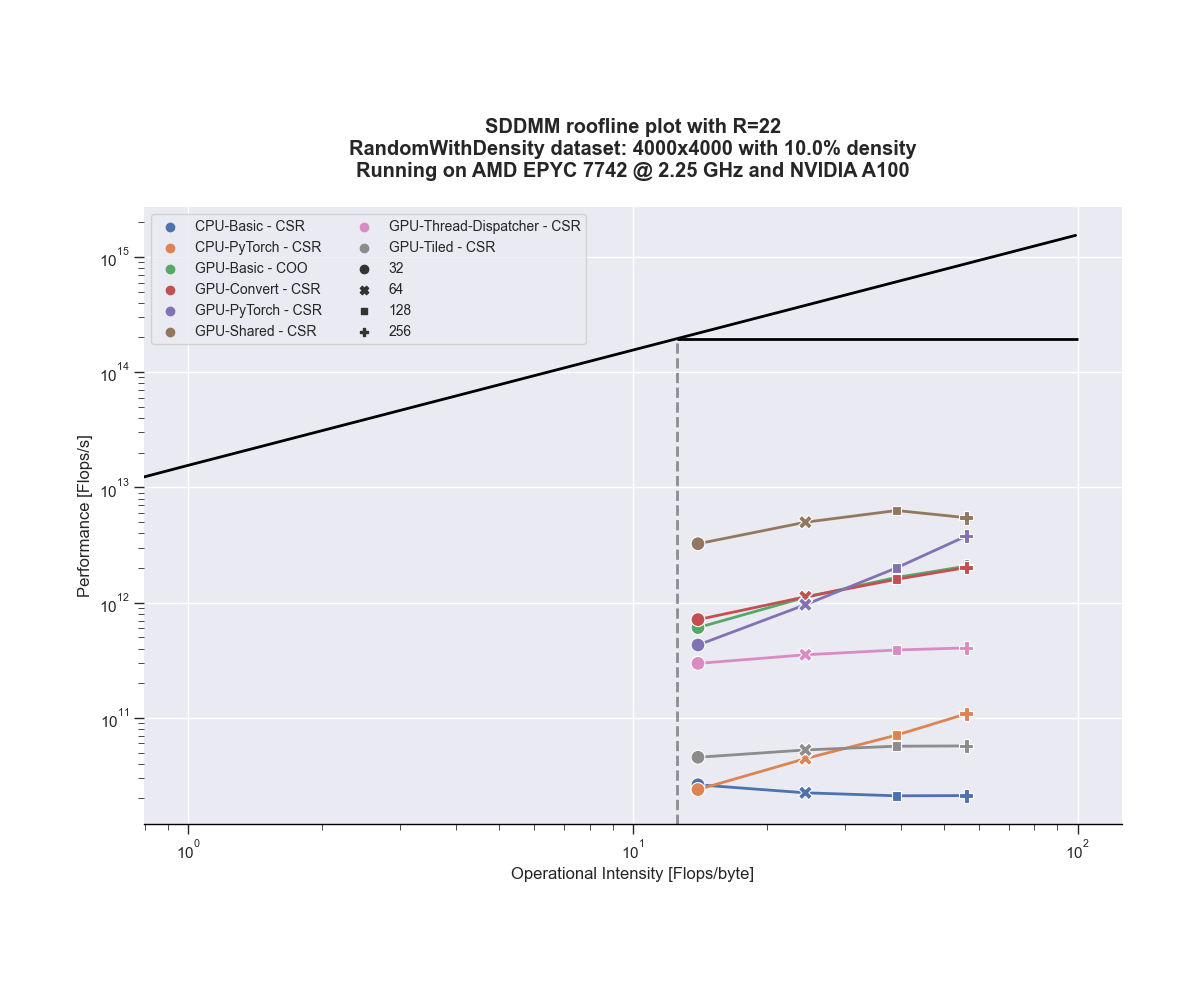 SDDMM roofline plot with R=22
RandomWithDensity dataset: 4000x4000 with 10.0% density
Running on AMD EPYC 7742 @ 2.25 GHz and NVIDIA A100
CPU-Basic - CSR
CPU-PyTorch - CSR
GPU-Basic - COO
GPU-Convert - CSR
GPU-PyTorch - CSR
GPU-Shared - CSR
GPU-Thread-Dispatcher - CSR
GPU-Tiled - CSR
32
64
128
256
Performance [Flops/s]
10^15
10^14
10^13
10^12
10^11
10^0
10^1
10^2
Operational Intensity [Flops/byte]